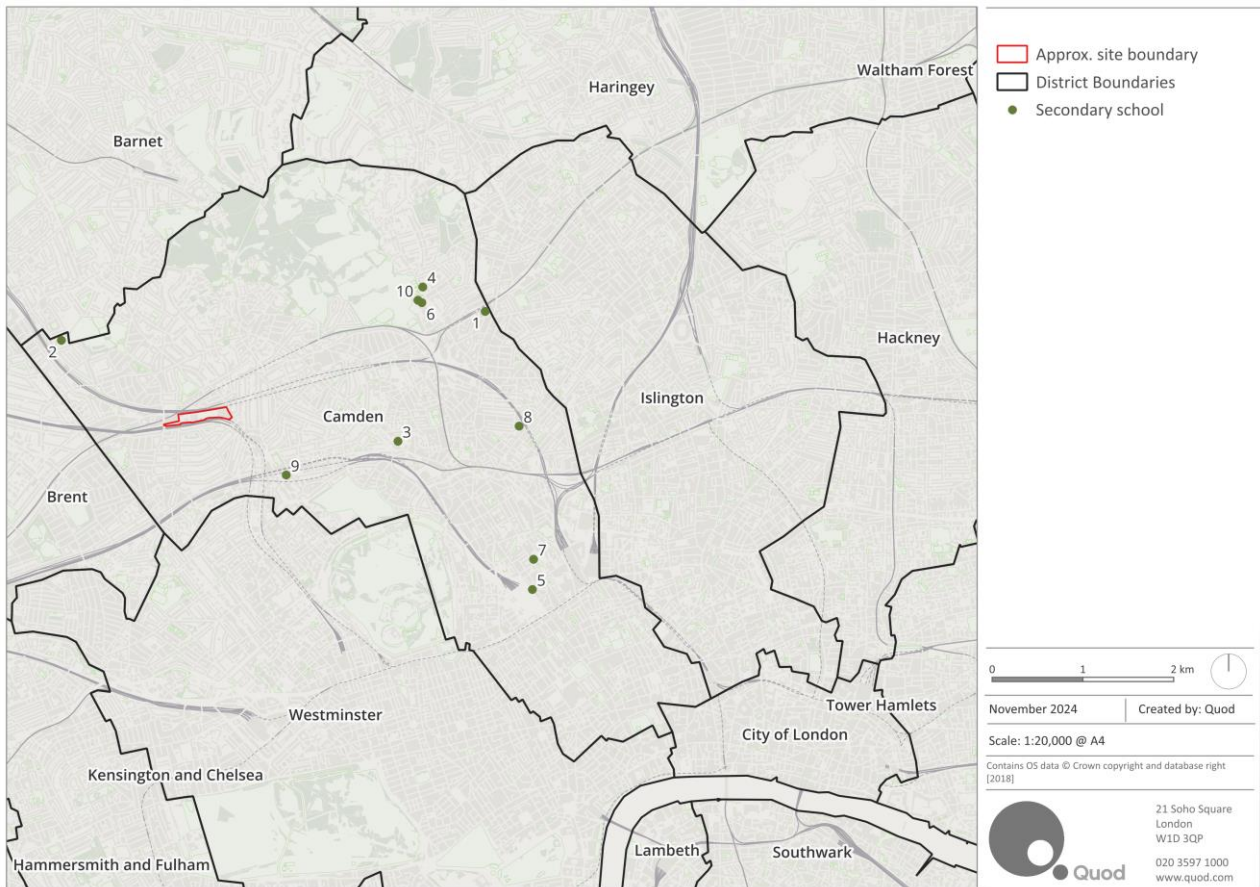 Waltham Forest
Haringey
Barnet
4
10
6
1
2
Hackney
Islington
Camden
8
3
9
Brent
7
5
Westminster
Tower Hamlets
City of London
Kensington and Chelsea
Lambeth
Southwark
Hammersmith and Fulham
Approx. site boundary
District Boundaries
Secondary school
0 1 2 km
November 2024
Created by: Quod
Scale: 1:20,000 @ A4
Contains OS data © Crown copyright and database right
[2018]
Quod
21 Soho Square
London
W1D 3QP
020 3597 1000
www.quod.com